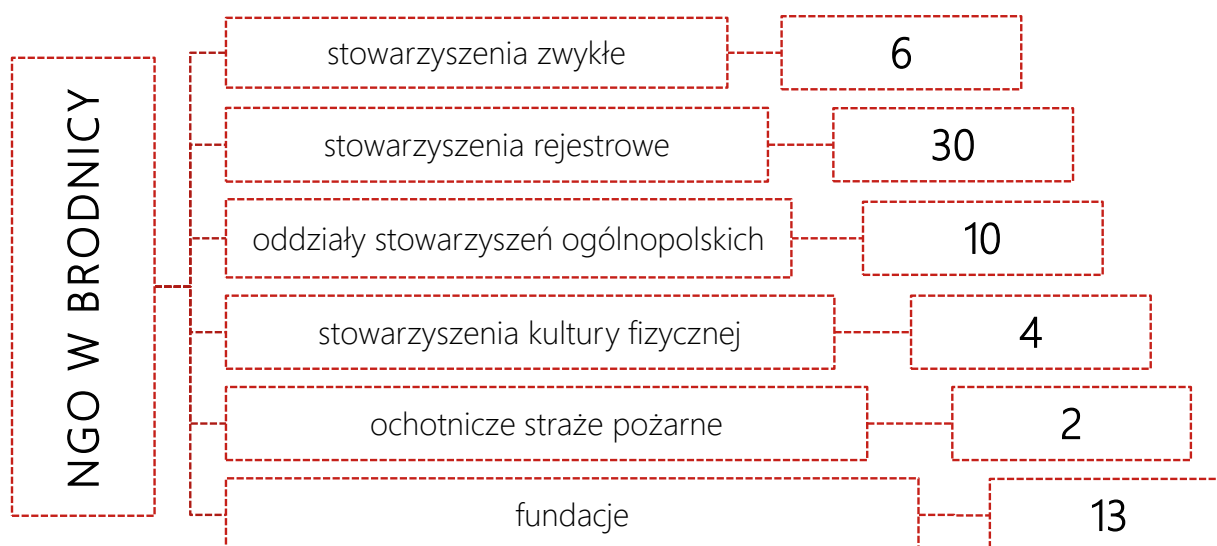 NGO W BRODNICY
stowarzyszenia zwykłe
6
stowarzyszenia rejestrowe
30
oddziały stowarzyszeń ogólnopolskich
10
stowarzyszenia kultury fizycznej
4
ochotnicze straże pożarne
2
fundacje
13